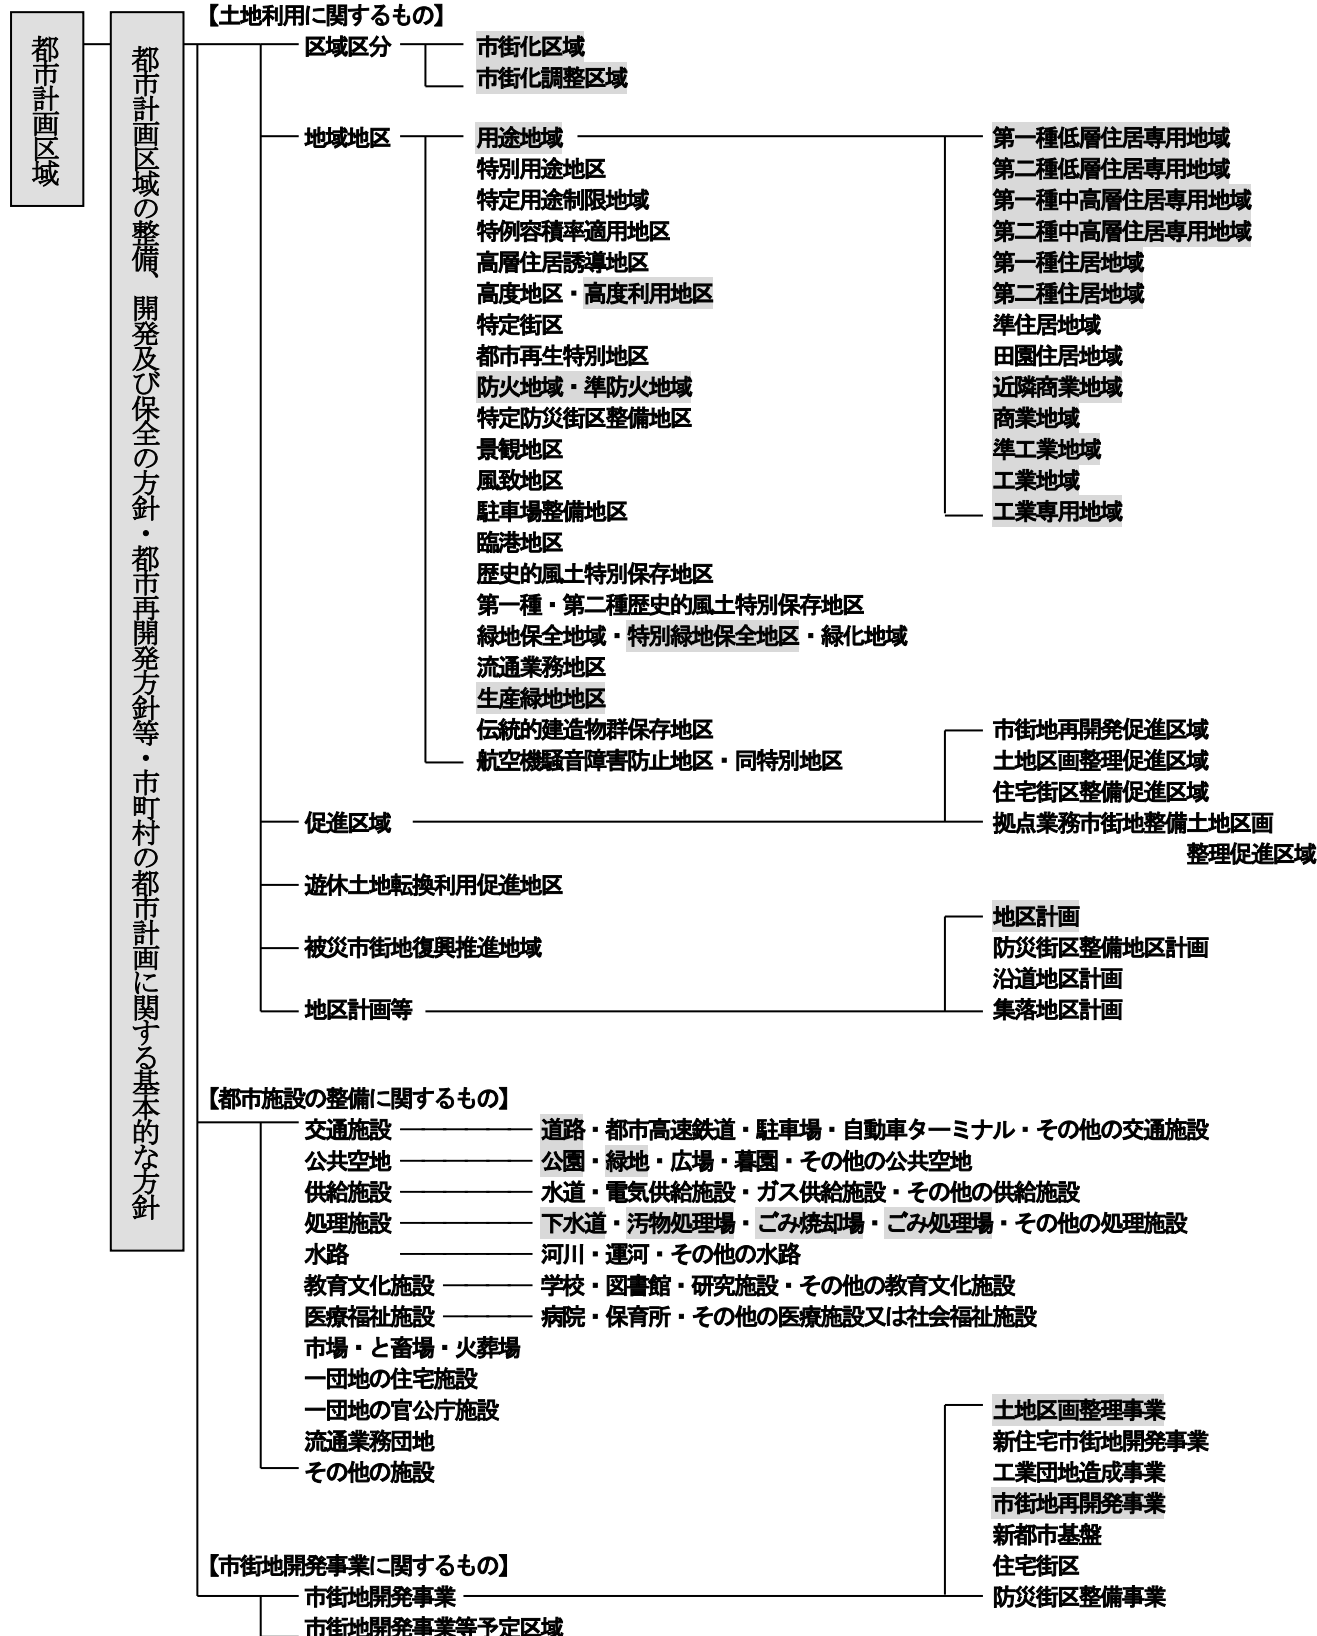 都市計画区域
都市計画区域の整備、開発及び保全の方針・都市再開発方針等・市町村の都市計画に関する基本的な方針
【土地利用に関するもの】
区域区分
市街化区域
市街化調整区域
地域地区
用途地域
特別用途地区
特定用途制限地域
特例容積率適用地区
高層住居誘導地区
高度地区・高度利用地区
特定街区
都市再生特別地区
防火地域・準防火地域
特定防災街区整備地区
景観地区
風致地区
駐車場整備地区
臨港地区
歴史的風土特別保存地区
第一種・第二種歴史的風土特別保存地区
緑地保全地域・特別緑地保全地区・緑化地域
流通業務地区
生産緑地地区
伝統的建造物群保存地区
航空機騒音障害防止地区・同特別地区
第一種低層住居専用地域
第二種低層住居専用地域
第一種中高層住居専用地域
第二種中高層住居専用地域
第一種住居地域
第二種住居地域
準住居地域
田園住居地域
近隣商業地域
商業地域
準工業地域
工業地域
工業専用地域
促進区域
市街地再開発促進区域
土地区画整理促進区域
住宅街区整備促進区域
拠点業務市街地整備土地区画
整理促進区域
遊休土地転換利用促進地区
被災市街地復興推進地域
地区計画等
地区計画
防災街区整備地区計画
沿道地区計画
集落地区計画
【都市施設の整備に関するもの】
交通施設 道路・都市高速鉄道・駐車場・自動車ターミナル・その他の交通施設
公共空地 公園・緑地・広場・墓園・その他の公共空地
供給施設 水道・電気供給施設・ガス供給施設・その他の供給施設
処理施設 下水道・汚物処理場・ごみ焼却場・ごみ処理場・その他の処理施設
水路 河川・運河・その他の水路
教育文化施設 学校・図書館・研究施設・その他の教育文化施設
医療福祉施設 病院・保育所・その他の医療施設又は社会福祉施設
市場・と畜場・火葬場
一団地の住宅施設
一団地の官公庁施設
流通業務団地
その他の施設
【市街地開発事業に関するもの】
市街地開発事業
土地区画整理事業
新住宅市街地開発事業
工業団地造成事業
市街地再開発事業
新都市基盤
住宅街区
防災街区整備事業
市街地開発事業等予定区域